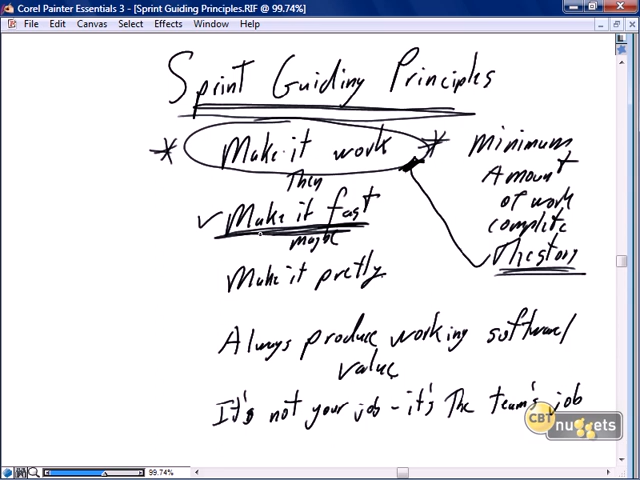 Corel Painter Essentials 3 - [Sprint Guiding Principles.RIF @ 99.74%]
File Edit Canvas Select Effects Window Help
Sprint Guiding Principles
* Make it work *
Then
✓ Make it fast
maybe
Make it pretty
Minimum
Amount
of work
complete
The story
Always produce working software/
value
It's not your job - it's The team's job
CBT nuggets
99.74%